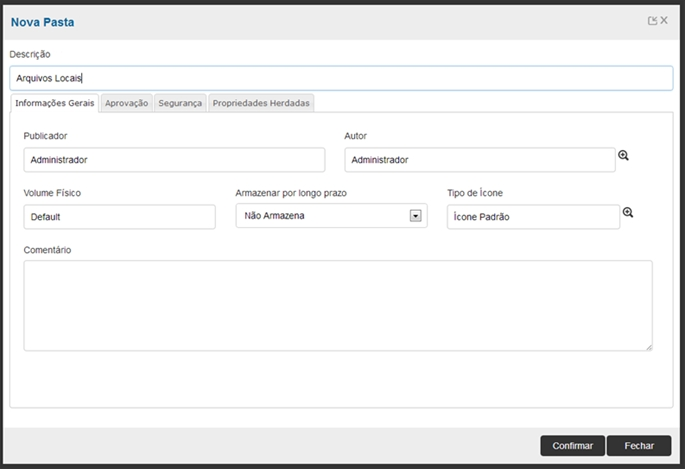 Nova Pasta
Descrição
Arquivos Locais
Informações Gerais Aprovação Segurança Propriedades Herdadas
Publicador Autor
Administrador Administrador
Volume Físico Armazenar por longo prazo Tipo de Ícone
Default Não Armazena Ícone Padrão
Comentário
Confirmar Fechar